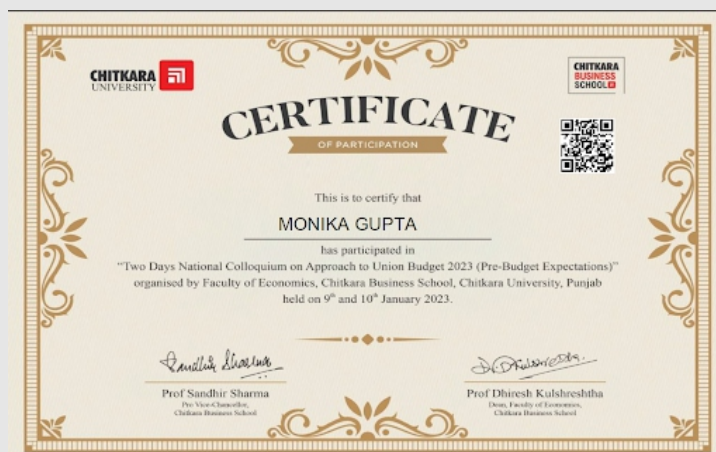 CHITKARA
UNIVERSITY
CHITKARA
BUSINESS
SCHOOL
CERTIFICATE
OF PARTICIPATION
This is to certify that
MONIKA GUPTA
has participated in
“Two Days National Colloquium on Approach to Union Budget 2023 (Pre-Budget Expectations)”
organised by Faculty of Economics, Chitkara Business School, Chitkara University, Punjab
held on 9th and 10th January 2023.
Sandhir Sharma
Prof Sandhir Sharma
Pro Vice-Chancellor,
Chitkara Business School
Prof Dhiresh Kulshreshtha
Dean, Faculty of Economics,
Chitkara Business School